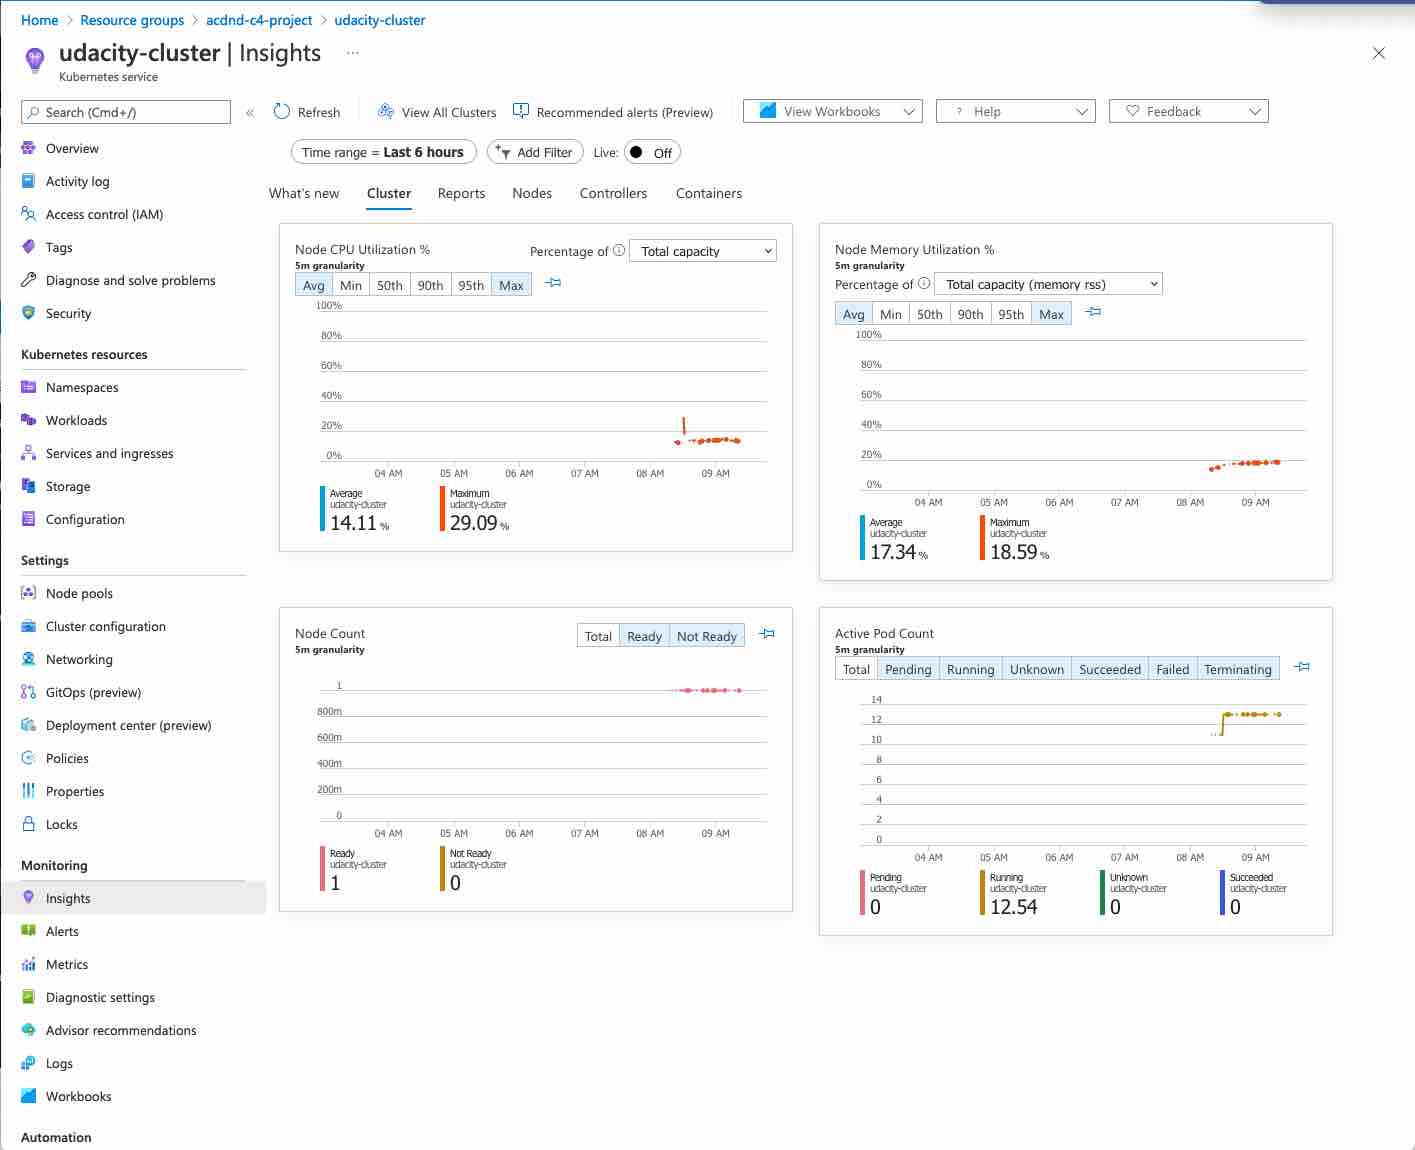 Home > Resource groups > acdnd-c4-project > udacity-cluster
udacity-cluster | Insights ...
Kubernetes service
Search (Cmd+/)
«
Refresh
View All Clusters
Recommended alerts (Preview)
View Workbooks
? Help
Feedback
Time range = Last 6 hours
Add Filter
Live: Off
What's new Cluster Reports Nodes Controllers Containers
Overview
Activity log
Access control (IAM)
Tags
Diagnose and solve problems
Security
Kubernetes resources
Namespaces
Workloads
Services and ingresses
Storage
Configuration
Settings
Node pools
Cluster configuration
Networking
GitOps (preview)
Deployment center (preview)
Policies
Properties
Locks
Monitoring
Insights
Alerts
Metrics
Diagnostic settings
Advisor recommendations
Logs
Workbooks
Automation
Node CPU Utilization %
5m granularity
Percentage of Total capacity
Avg Min 50th 90th 95th Max
100%
80%
60%
40%
20%
0%
04 AM 05 AM 06 AM 07 AM 08 AM 09 AM
Average
udacity-cluster
14.11 %
Maximum
udacity-cluster
29.09 %
Node Memory Utilization %
5m granularity
Percentage of Total capacity (memory rss)
Avg Min 50th 90th 95th Max
100%
80%
60%
40%
20%
0%
04 AM 05 AM 06 AM 07 AM 08 AM 09 AM
Average
udacity-cluster
17.34 %
Maximum
udacity-cluster
18.59 %
Node Count
5m granularity
Total Ready Not Ready
1
800m
600m
400m
200m
0
04 AM 05 AM 06 AM 07 AM 08 AM 09 AM
Ready
udacity-cluster
1
Not Ready
udacity-cluster
0
Active Pod Count
5m granularity
Total Pending Running Unknown Succeeded Failed Terminating
14
12
10
8
6
4
2
0
04 AM 05 AM 06 AM 07 AM 08 AM 09 AM
Pending
udacity-cluster
0
Running
udacity-cluster
12.54
Unknown
udacity-cluster
0
Succeeded
udacity-cluster
0